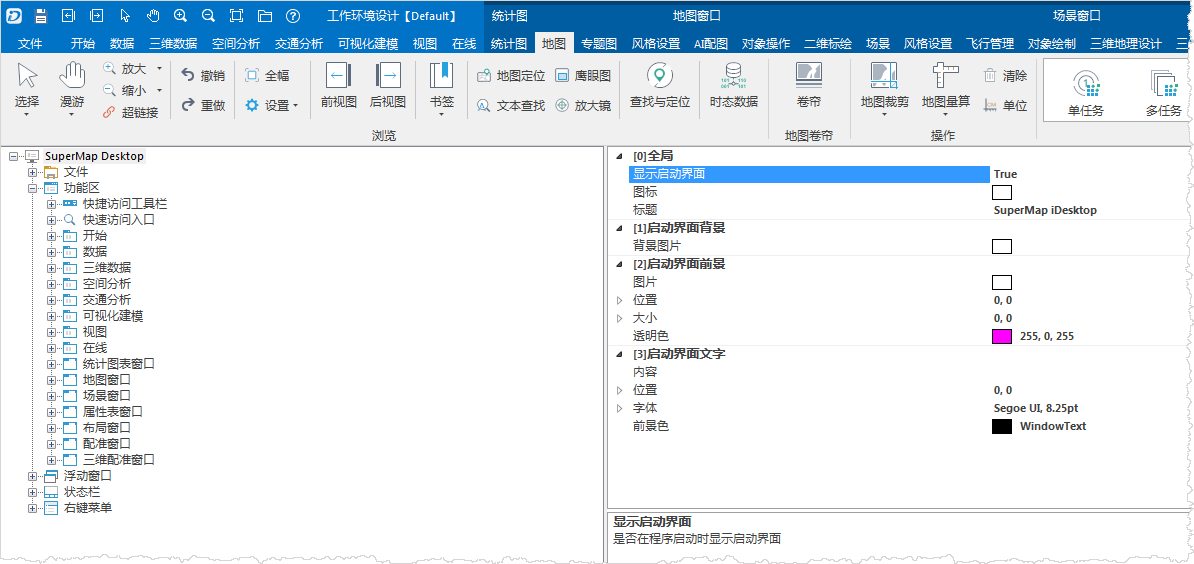 工作环境设计【Default】 统计图 地图窗口 场景窗口
文件 开始 数据 三维数据 空间分析 交通分析 可视化建模 视图 在线 统计图 地图 专题图 风格设置 AI配图 对象操作 二维标绘 场景 风格设置 飞行管理 对象绘制 三维地理设计 三
选择 漫游 放大 缩小 超链接 撤销 重做 全幅 设置 前视图 后视图 书签 地图定位 文本查找 鹰眼图 放大镜 查找与定位 时态数据 卷帘 地图裁剪 地图量算 清除 单位 单任务 多任务
浏览 地图卷帘 操作
SuperMap Desktop
文件
功能区
快捷访问工具栏
快速访问入口
开始
数据
三维数据
空间分析
交通分析
可视化建模
视图
在线
统计图表窗口
地图窗口
场景窗口
属性表窗口
布局窗口
配准窗口
三维配准窗口
浮动窗口
状态栏
右键菜单
[0]全局
显示启动界面 True
图标
标题 SuperMap iDesktop
[1]启动界面背景
背景图片
[2]启动界面前景
图片
位置 0, 0
大小 0, 0
透明色 255, 0, 255
[3]启动界面文字
内容
位置 0, 0
字体 Segoe UI, 8.25pt
前景色 WindowText
显示启动界面
是否在程序启动时显示启动界面